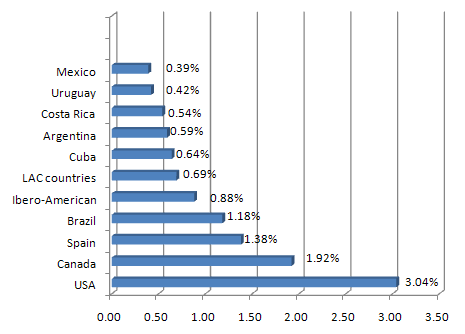 Mexico 0.39%
Uruguay 0.42%
Costa Rica 0.54%
Argentina 0.59%
Cuba 0.64%
LAC countries 0.69%
Ibero-American 0.88%
Brazil 1.18%
Spain 1.38%
Canada 1.92%
USA 3.04%
0.00 0.50 1.00 1.50 2.00 2.50 3.00 3.50